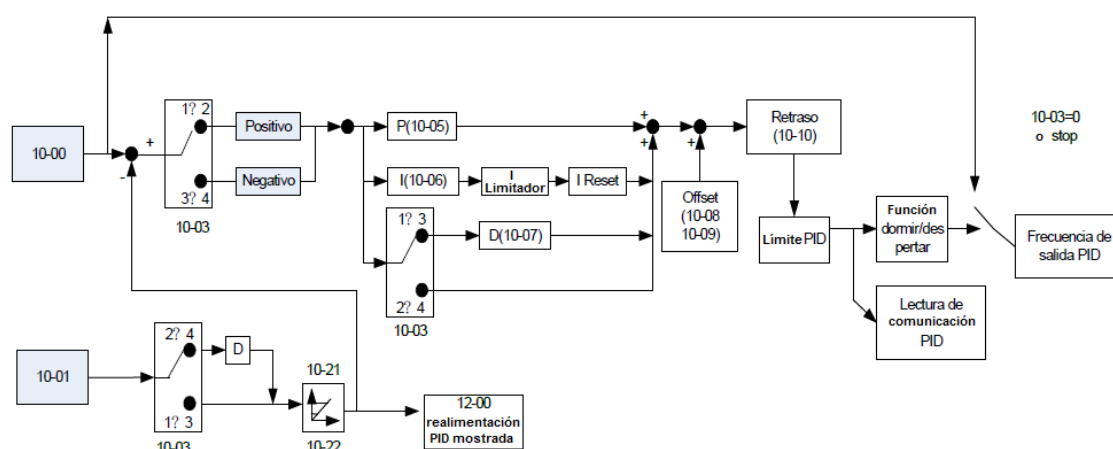 10-00
+
-
1? 2
3? 4
10-03
Positivo
Negativo
P(10-05)
I(10-06)
I
Limitador
I Reset
1? 3
2? 4
10-03
D(10-07)
+
+
+
Offset
(10-08
10-09)
Retraso
(10-10)
Límite PID
Función
dormir/des
pertar
Lectura de
comunicación
PID
10-03=0
o stop
Frecuencia de
salida PID
10-01
2? 4
1? 3
10-03
D
10-21
10-22
12-00
realimentación
PID mostrada